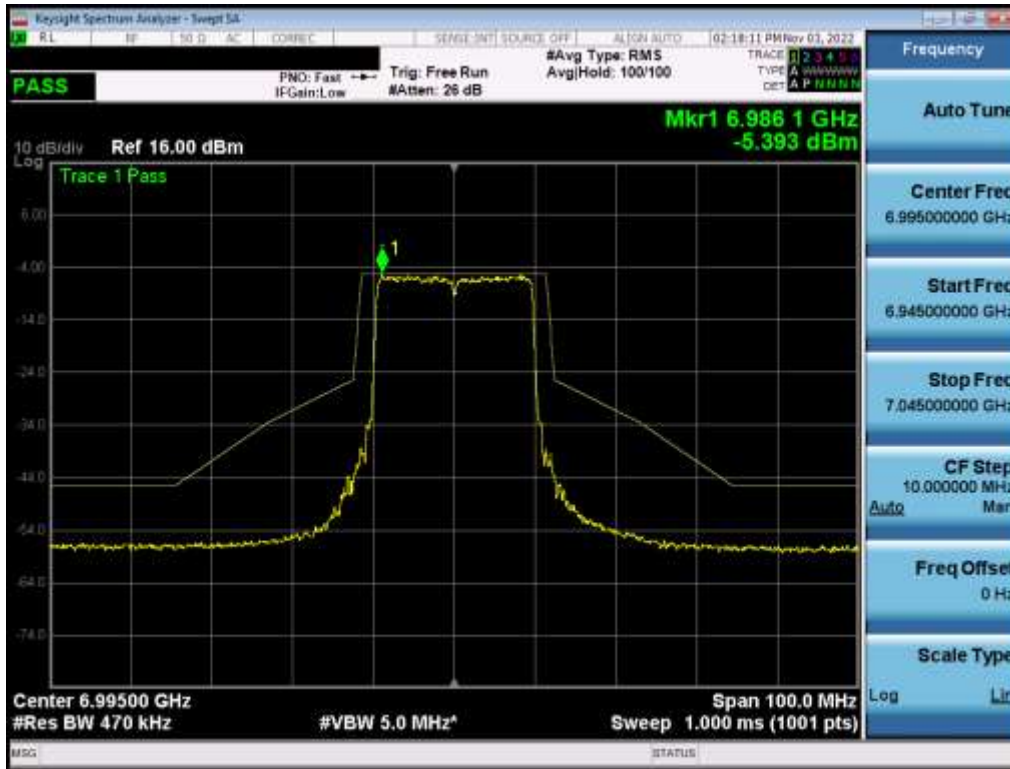 Keysight Spectrum Analyzer - Swept SA
RL RF 50 Ω AC CORREC SENSE:INT SOURCE OFF ALIGN AUTO 02:18:11 PM Nov 03, 2022
PASS
PNO: Fast
IFGain:Low
Trig: Free Run
#Atten: 26 dB
#Avg Type: RMS
Avg|Hold: 100/100
TRACE 1 2 3 4 5 6
TYPE A WWWWW
DET A P N N N N
Mkr1 6.986 1 GHz
-5.393 dBm
10 dB/div Ref 16.00 dBm
Log
Trace 1 Pass
1
6.00
-4.00
-14.0
-24.0
-34.0
-44.0
-54.0
-64.0
-74.0
Center 6.99500 GHz Span 100.0 MHz
#Res BW 470 kHz #VBW 5.0 MHz* Sweep 1.000 ms (1001 pts)
MSG STATUS
Frequency
Auto Tune
Center Freq
6.995000000 GHz
Start Freq
6.945000000 GHz
Stop Freq
7.045000000 GHz
CF Step
10.000000 MHz
Auto Man
Freq Offset
0 Hz
Scale Type
Log Lin